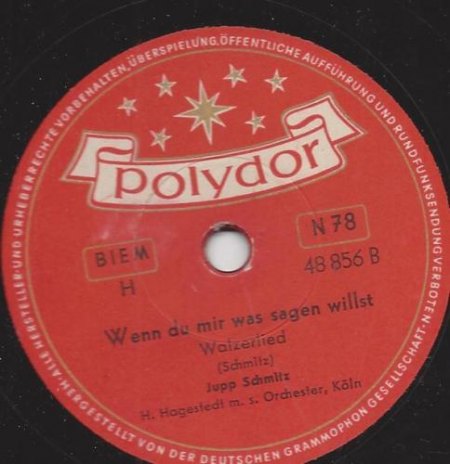 ALLE HERSTELLER-UND URHEBERRECHTE VORBEHALTEN, ÜBERSPIELUNG, ÖFFENTLICHE AUFFÜHRUNG UND RUNDFUNKSENDUNG VERBOTEN.
polydor
BIEM
N 78
H
48 856 B
Wenn du mir was sagen willst
Walzerlied
(Schmitz)
Jupp Schmitz
H. Hagestedt m. s. Orchester, Köln
HERGESTELLT VON DER DEUTSCHEN GRAMMOPHON GESELLSCHAFT